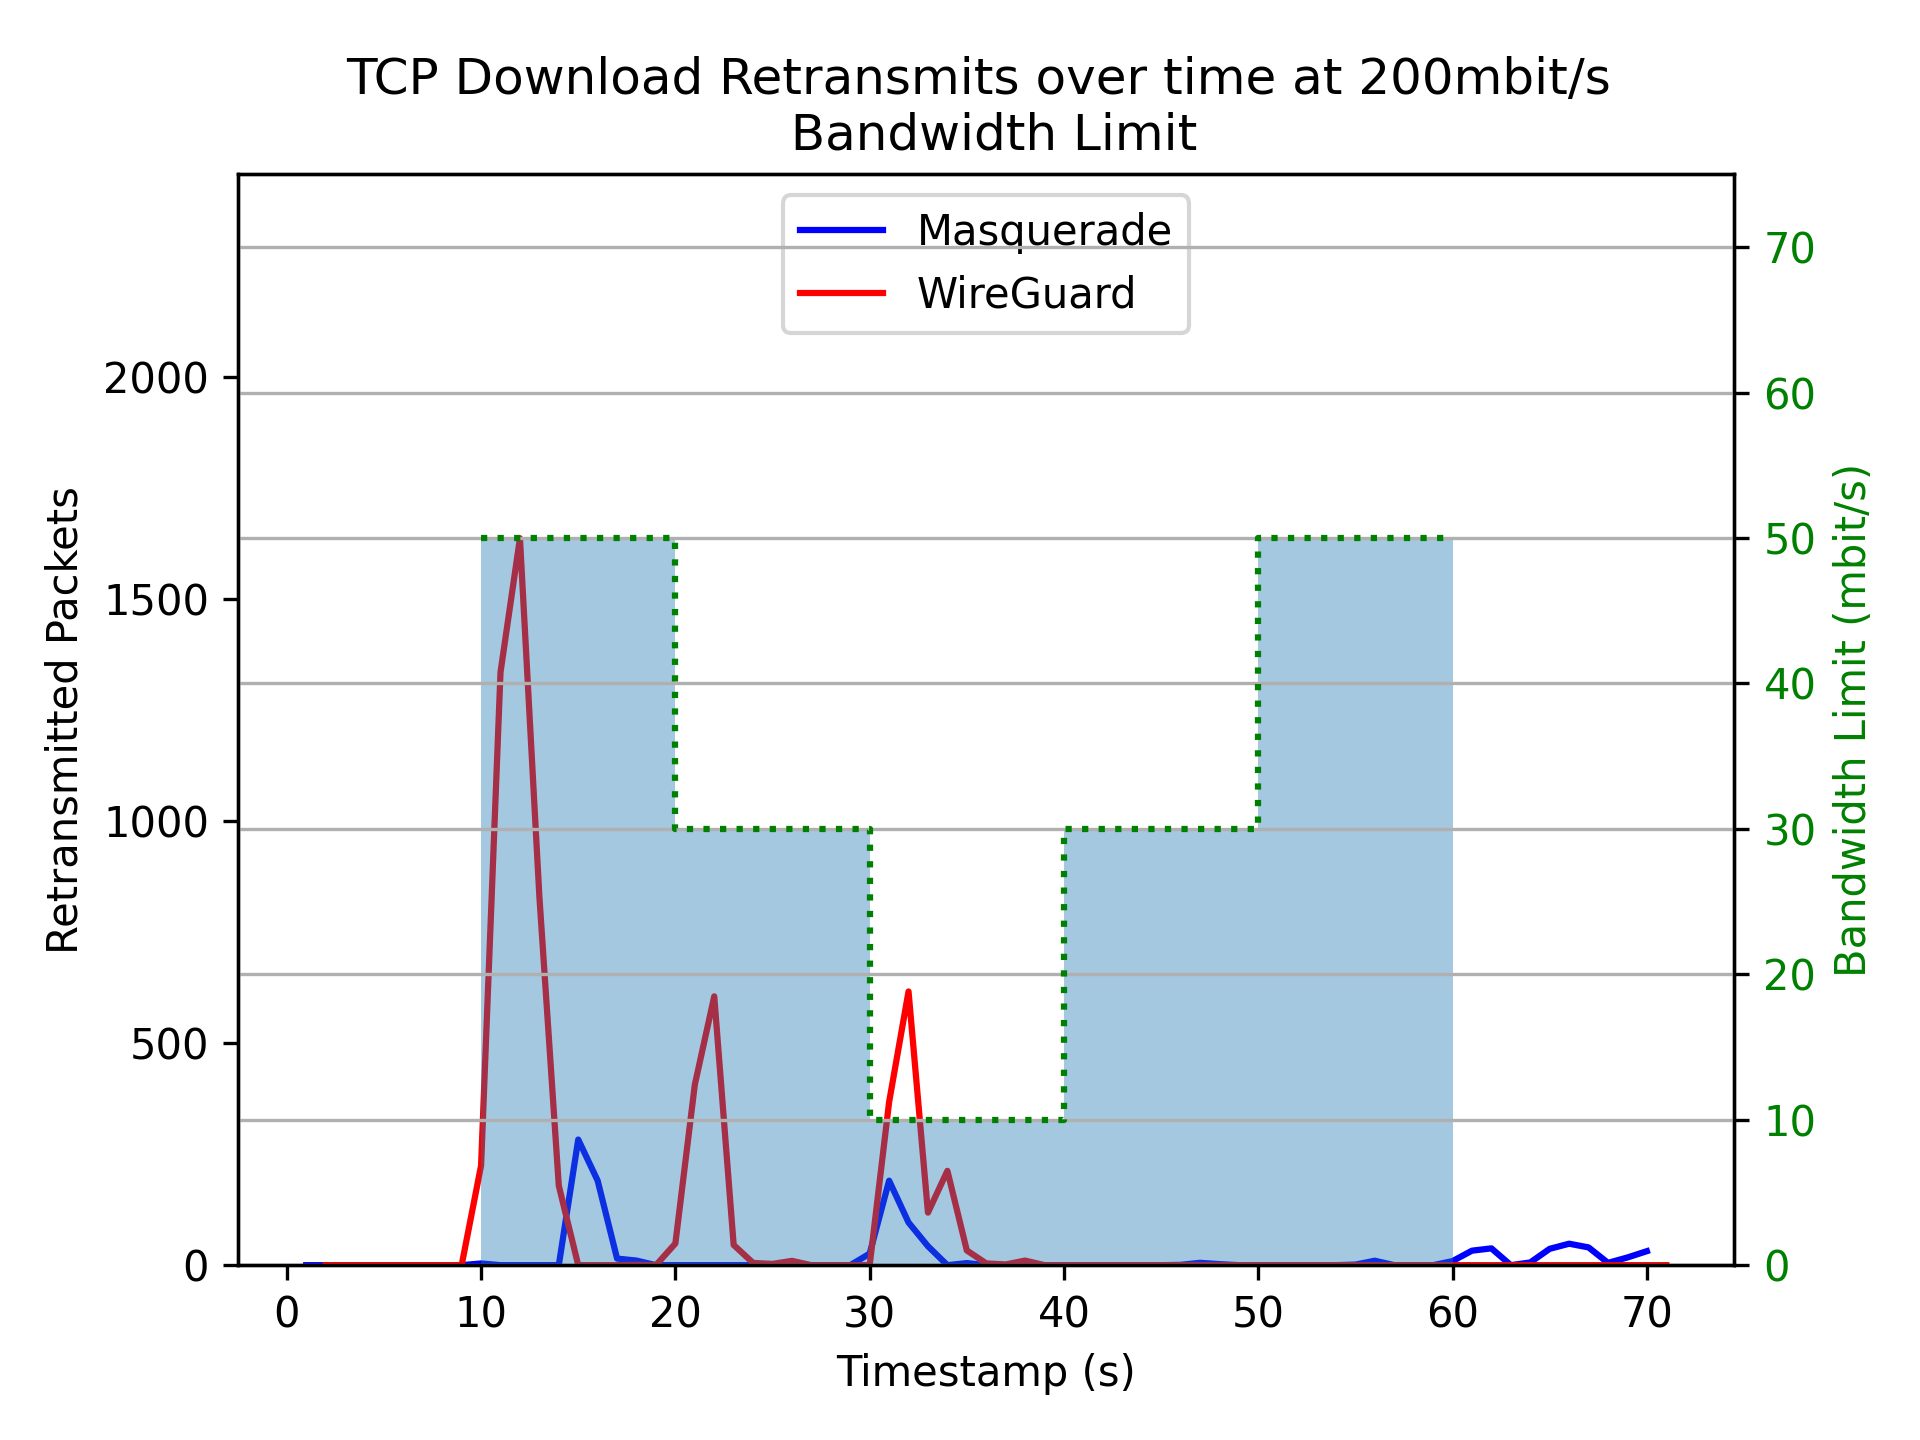 TCP Download Retransmits over time at 200mbit/s
Bandwidth Limit
Masquerade
WireGuard
Retransmitted Packets
2000
1500
1000
500
0
70
60
50
40
30
20
10
0
Bandwidth Limit (mbit/s)
0 10 20 30 40 50 60 70
Timestamp (s)